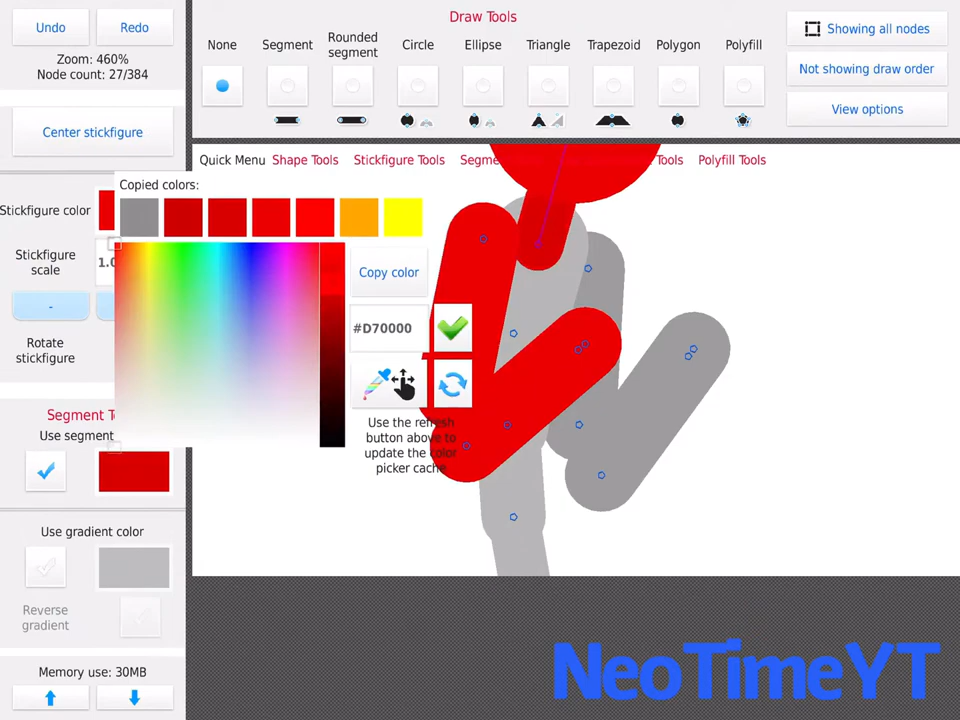 Undo
Redo
Zoom: 460%
Node count: 27/384
Center stickfigure
Draw Tools
None
Segment
Rounded
segment
Circle
Ellipse
Triangle
Trapezoid
Polygon
Polyfill
Showing all nodes
Not showing draw order
View options
Quick Menu
Shape Tools
Stickfigure Tools
Segme
Tools
Polyfill Tools
Copied colors:
Stickfigure color
Stickfigure
scale
1.0
-
Rotate
stickfigure
Copy color
#D70000
Use the refresh
button above to
update the color
picker cache
Segment T
Use segment
Use gradient color
Reverse
gradient
Memory use: 30MB
NeoTimeYT